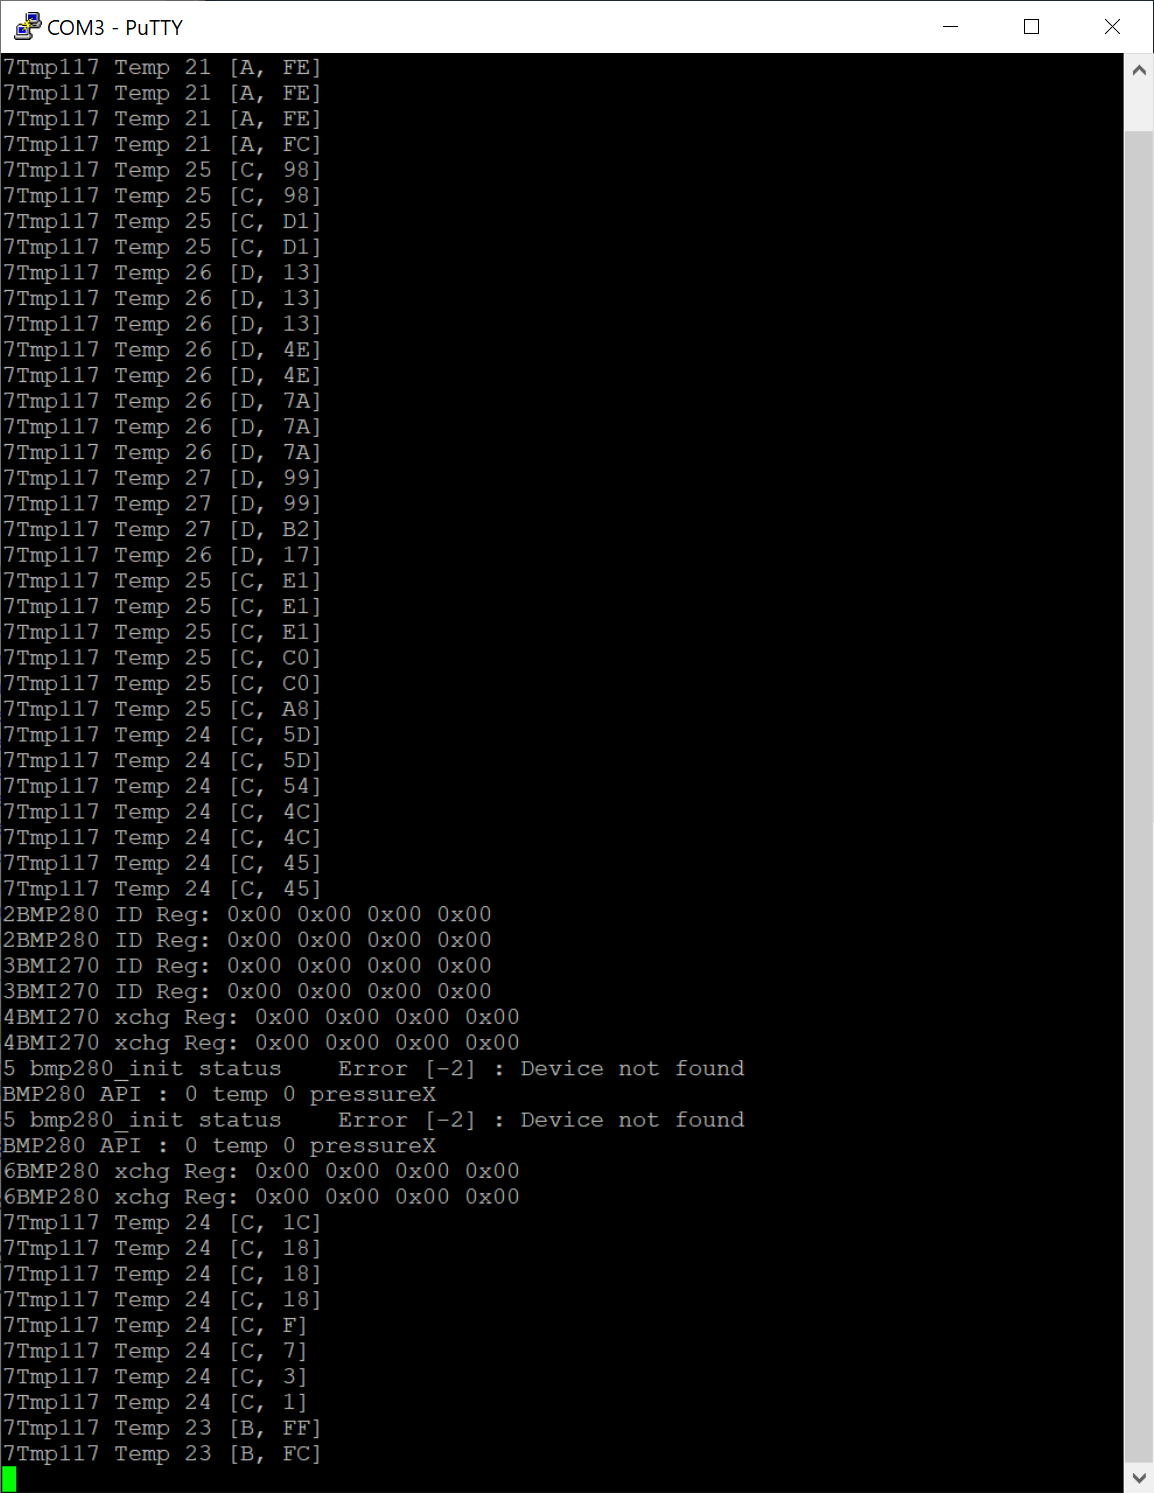 COM3 - PuTTY
7Tmp117 Temp 21 [A, FE]
7Tmp117 Temp 21 [A, FE]
7Tmp117 Temp 21 [A, FE]
7Tmp117 Temp 21 [A, FC]
7Tmp117 Temp 25 [C, 98]
7Tmp117 Temp 25 [C, 98]
7Tmp117 Temp 25 [C, D1]
7Tmp117 Temp 25 [C, D1]
7Tmp117 Temp 26 [D, 13]
7Tmp117 Temp 26 [D, 13]
7Tmp117 Temp 26 [D, 13]
7Tmp117 Temp 26 [D, 4E]
7Tmp117 Temp 26 [D, 4E]
7Tmp117 Temp 26 [D, 7A]
7Tmp117 Temp 26 [D, 7A]
7Tmp117 Temp 26 [D, 7A]
7Tmp117 Temp 27 [D, 99]
7Tmp117 Temp 27 [D, 99]
7Tmp117 Temp 27 [D, B2]
7Tmp117 Temp 26 [D, 17]
7Tmp117 Temp 25 [C, E1]
7Tmp117 Temp 25 [C, E1]
7Tmp117 Temp 25 [C, E1]
7Tmp117 Temp 25 [C, C0]
7Tmp117 Temp 25 [C, C0]
7Tmp117 Temp 25 [C, A8]
7Tmp117 Temp 24 [C, 5D]
7Tmp117 Temp 24 [C, 5D]
7Tmp117 Temp 24 [C, 54]
7Tmp117 Temp 24 [C, 4C]
7Tmp117 Temp 24 [C, 4C]
7Tmp117 Temp 24 [C, 45]
7Tmp117 Temp 24 [C, 45]
2BMP280 ID Reg: 0x00 0x00 0x00 0x00
2BMP280 ID Reg: 0x00 0x00 0x00 0x00
3BMI270 ID Reg: 0x00 0x00 0x00 0x00
3BMI270 ID Reg: 0x00 0x00 0x00 0x00
4BMI270 xchg Reg: 0x00 0x00 0x00 0x00
4BMI270 xchg Reg: 0x00 0x00 0x00 0x00
5 bmp280_init status    Error [-2] : Device not found
BMP280 API : 0 temp 0 pressureX
5 bmp280_init status    Error [-2] : Device not found
BMP280 API : 0 temp 0 pressureX
6BMP280 xchg Reg: 0x00 0x00 0x00 0x00
6BMP280 xchg Reg: 0x00 0x00 0x00 0x00
7Tmp117 Temp 24 [C, 1C]
7Tmp117 Temp 24 [C, 18]
7Tmp117 Temp 24 [C, 18]
7Tmp117 Temp 24 [C, 18]
7Tmp117 Temp 24 [C, F]
7Tmp117 Temp 24 [C, 7]
7Tmp117 Temp 24 [C, 3]
7Tmp117 Temp 24 [C, 1]
7Tmp117 Temp 23 [B, FF]
7Tmp117 Temp 23 [B, FC]